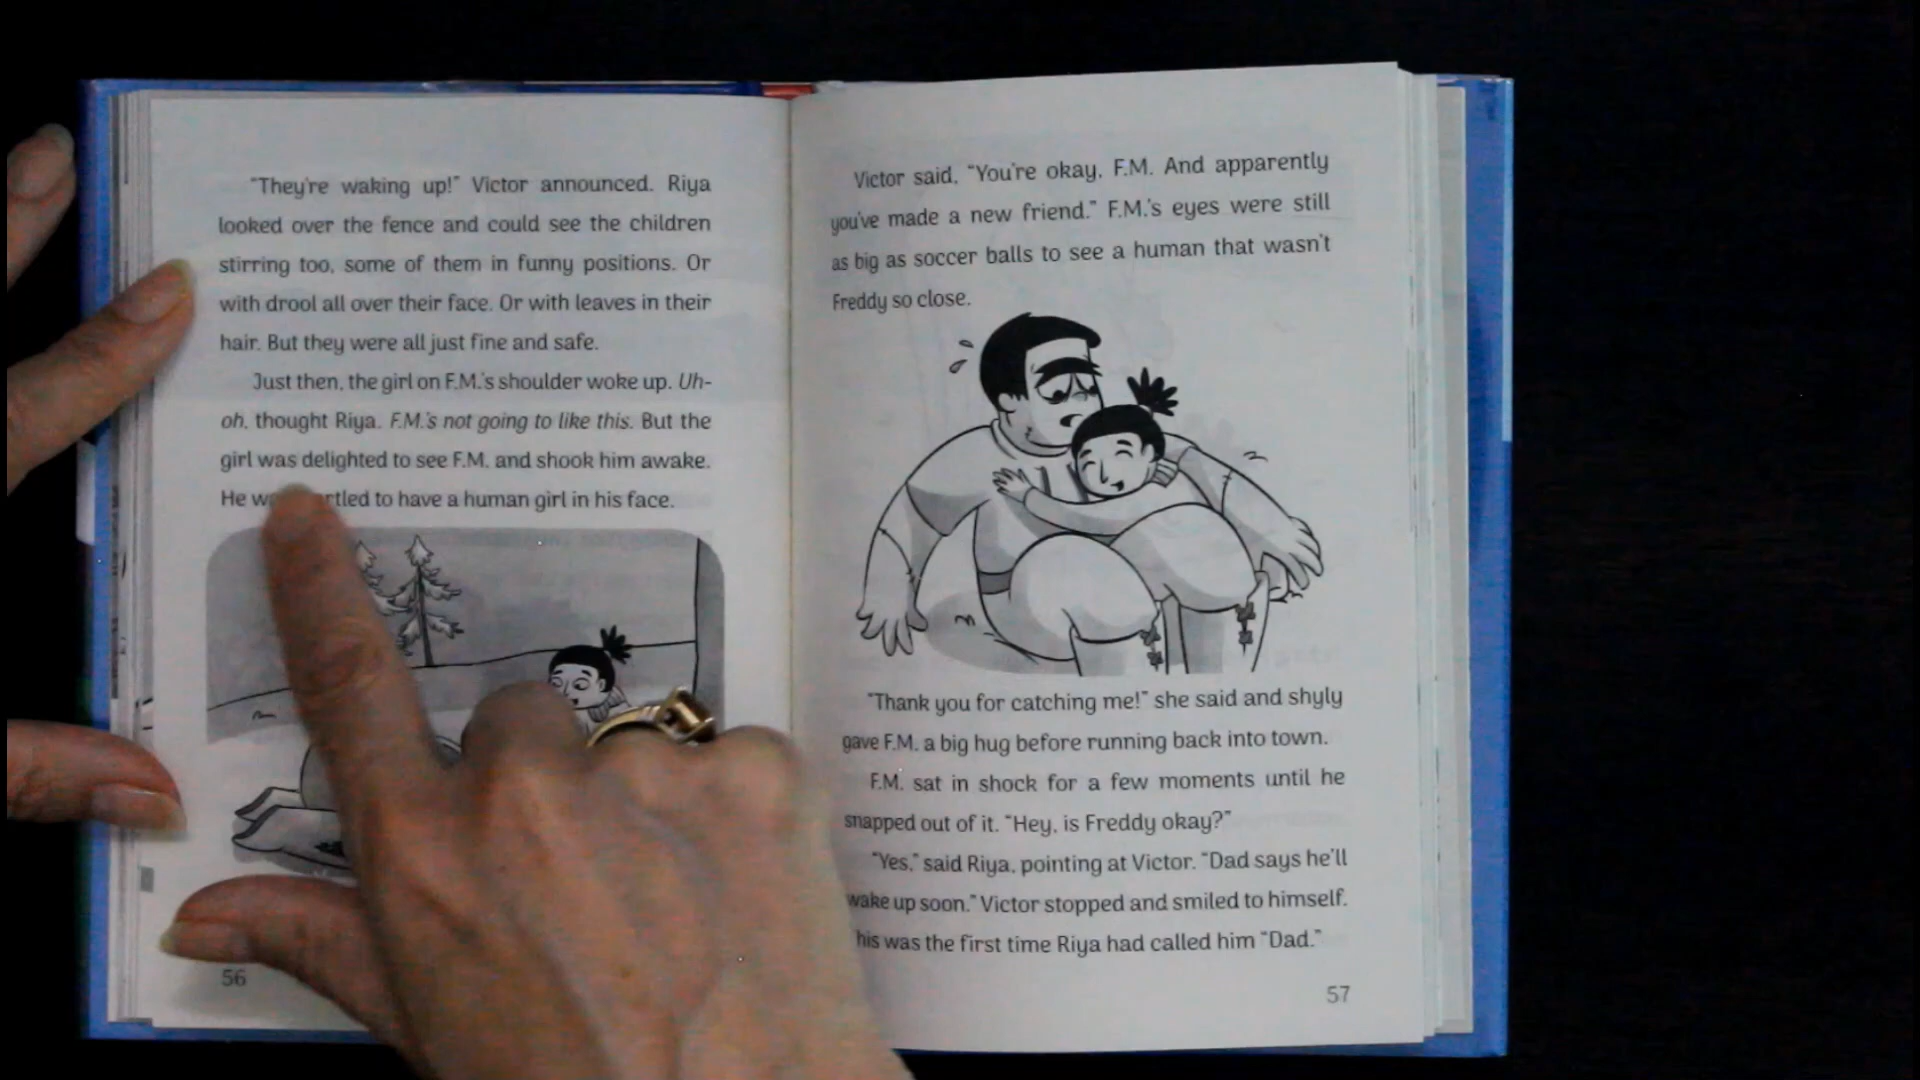 "They're waking up!" Victor announced. Riya
looked over the fence and could see the children
stirring too, some of them in funny positions. Or
with drool all over their face. Or with leaves in their
hair. But they were all just fine and safe.
Just then, the girl on F.M.'s shoulder woke up. Uh-
oh, thought Riya. F.M.'s not going to like this. But the
girl was delighted to see F.M. and shook him awake.
He to have a human girl in his face.
56
Victor said, "You're okay, F.M. And apparently
you've made a new friend." F.M.'s eyes were still
as big as soccer balls to see a human that wasn't
Freddy so close.
"Thank you for catching me!" she said and shyly
gave F.M. a big hug before running back into town.
F.M. sat in shock for a few moments until he
snapped out of it. "Hey, is Freddy okay?"
"Yes," said Riya, pointing at Victor. "Dad says he'll
wake up soon." Victor stopped and smiled to himself.
was the first time Riya had called him "Dad."
57